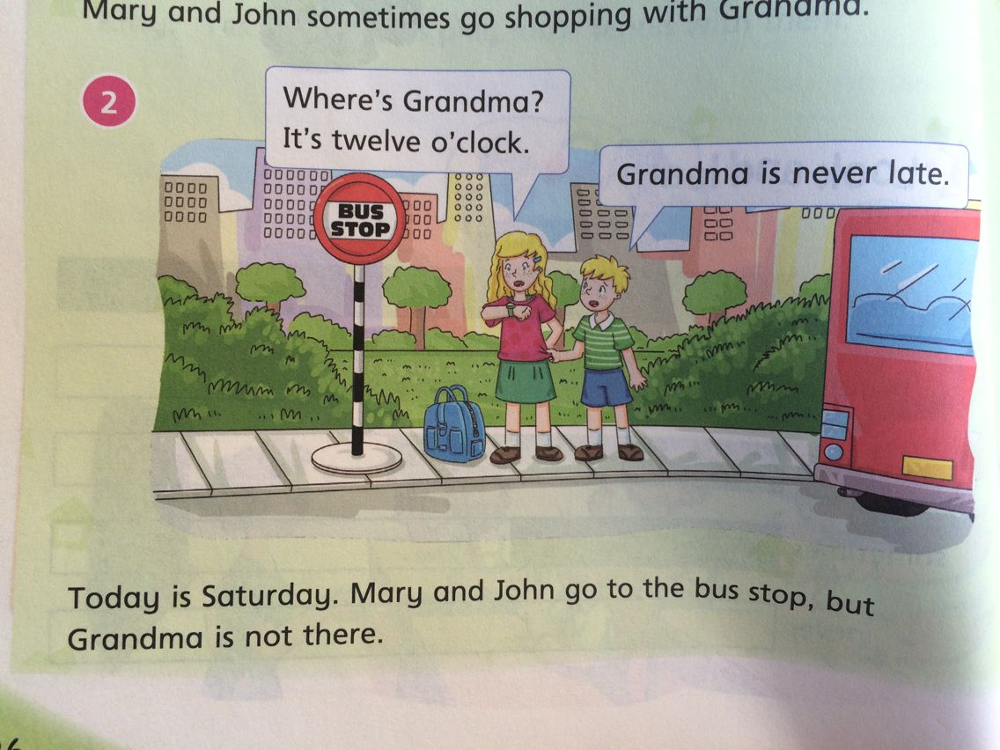 Mary and John sometimes go shopping with Grandma.
2
Where's Grandma?
It's twelve o'clock.
Grandma is never late.
BUS
STOP
Today is Saturday. Mary and John go to the bus stop, but
Grandma is not there.